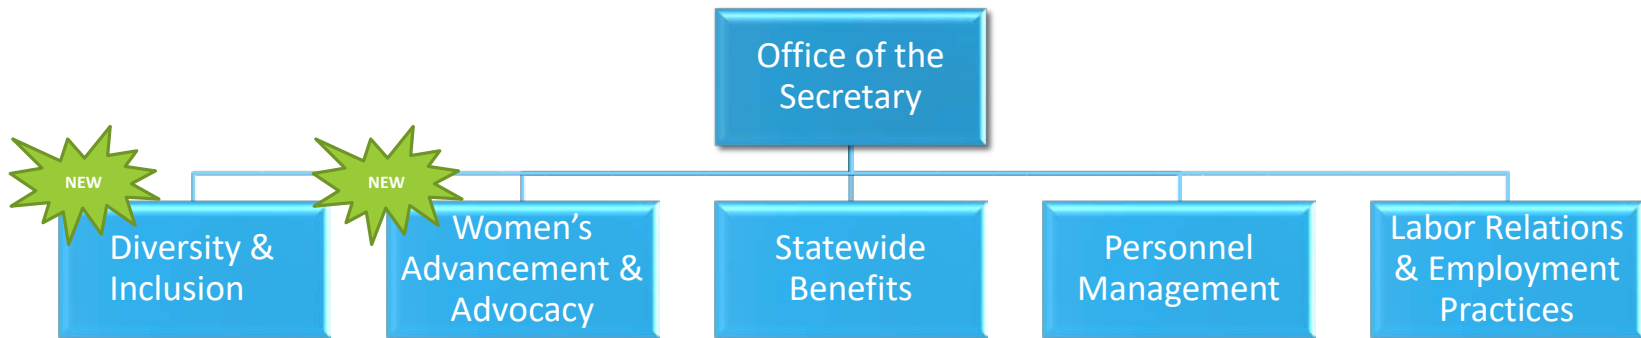 Office of the
Secretary
NEW
Diversity &
Inclusion
NEW
Women’s
Advancement &
Advocacy
Statewide
Benefits
Personnel
Management
Labor Relations
& Employment
Practices